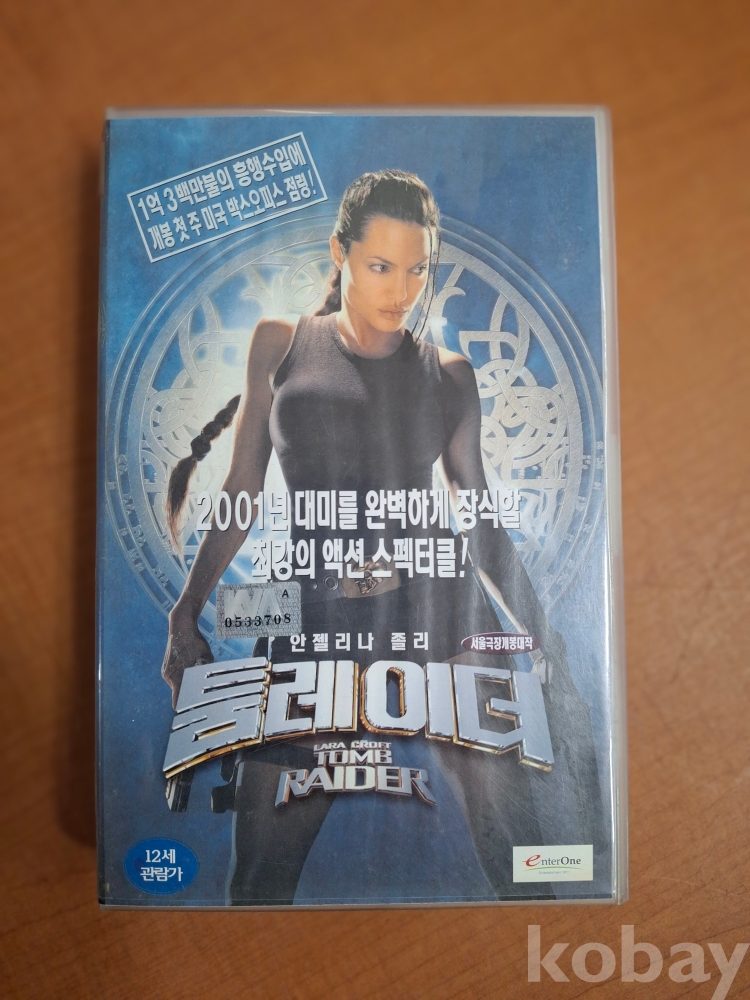 1억 3백만불의 흥행수입에
개봉 첫 주 미국 박스오피스 점령!
2001년 대미를 완벽하게 장식할
최강의 액션 스펙터클!
A
0533708
안젤리나 졸리
서울극장개봉대작
툼레이더
LARA CROFT
TOMB
RAIDER
12세
관람가
enterOne
kobay